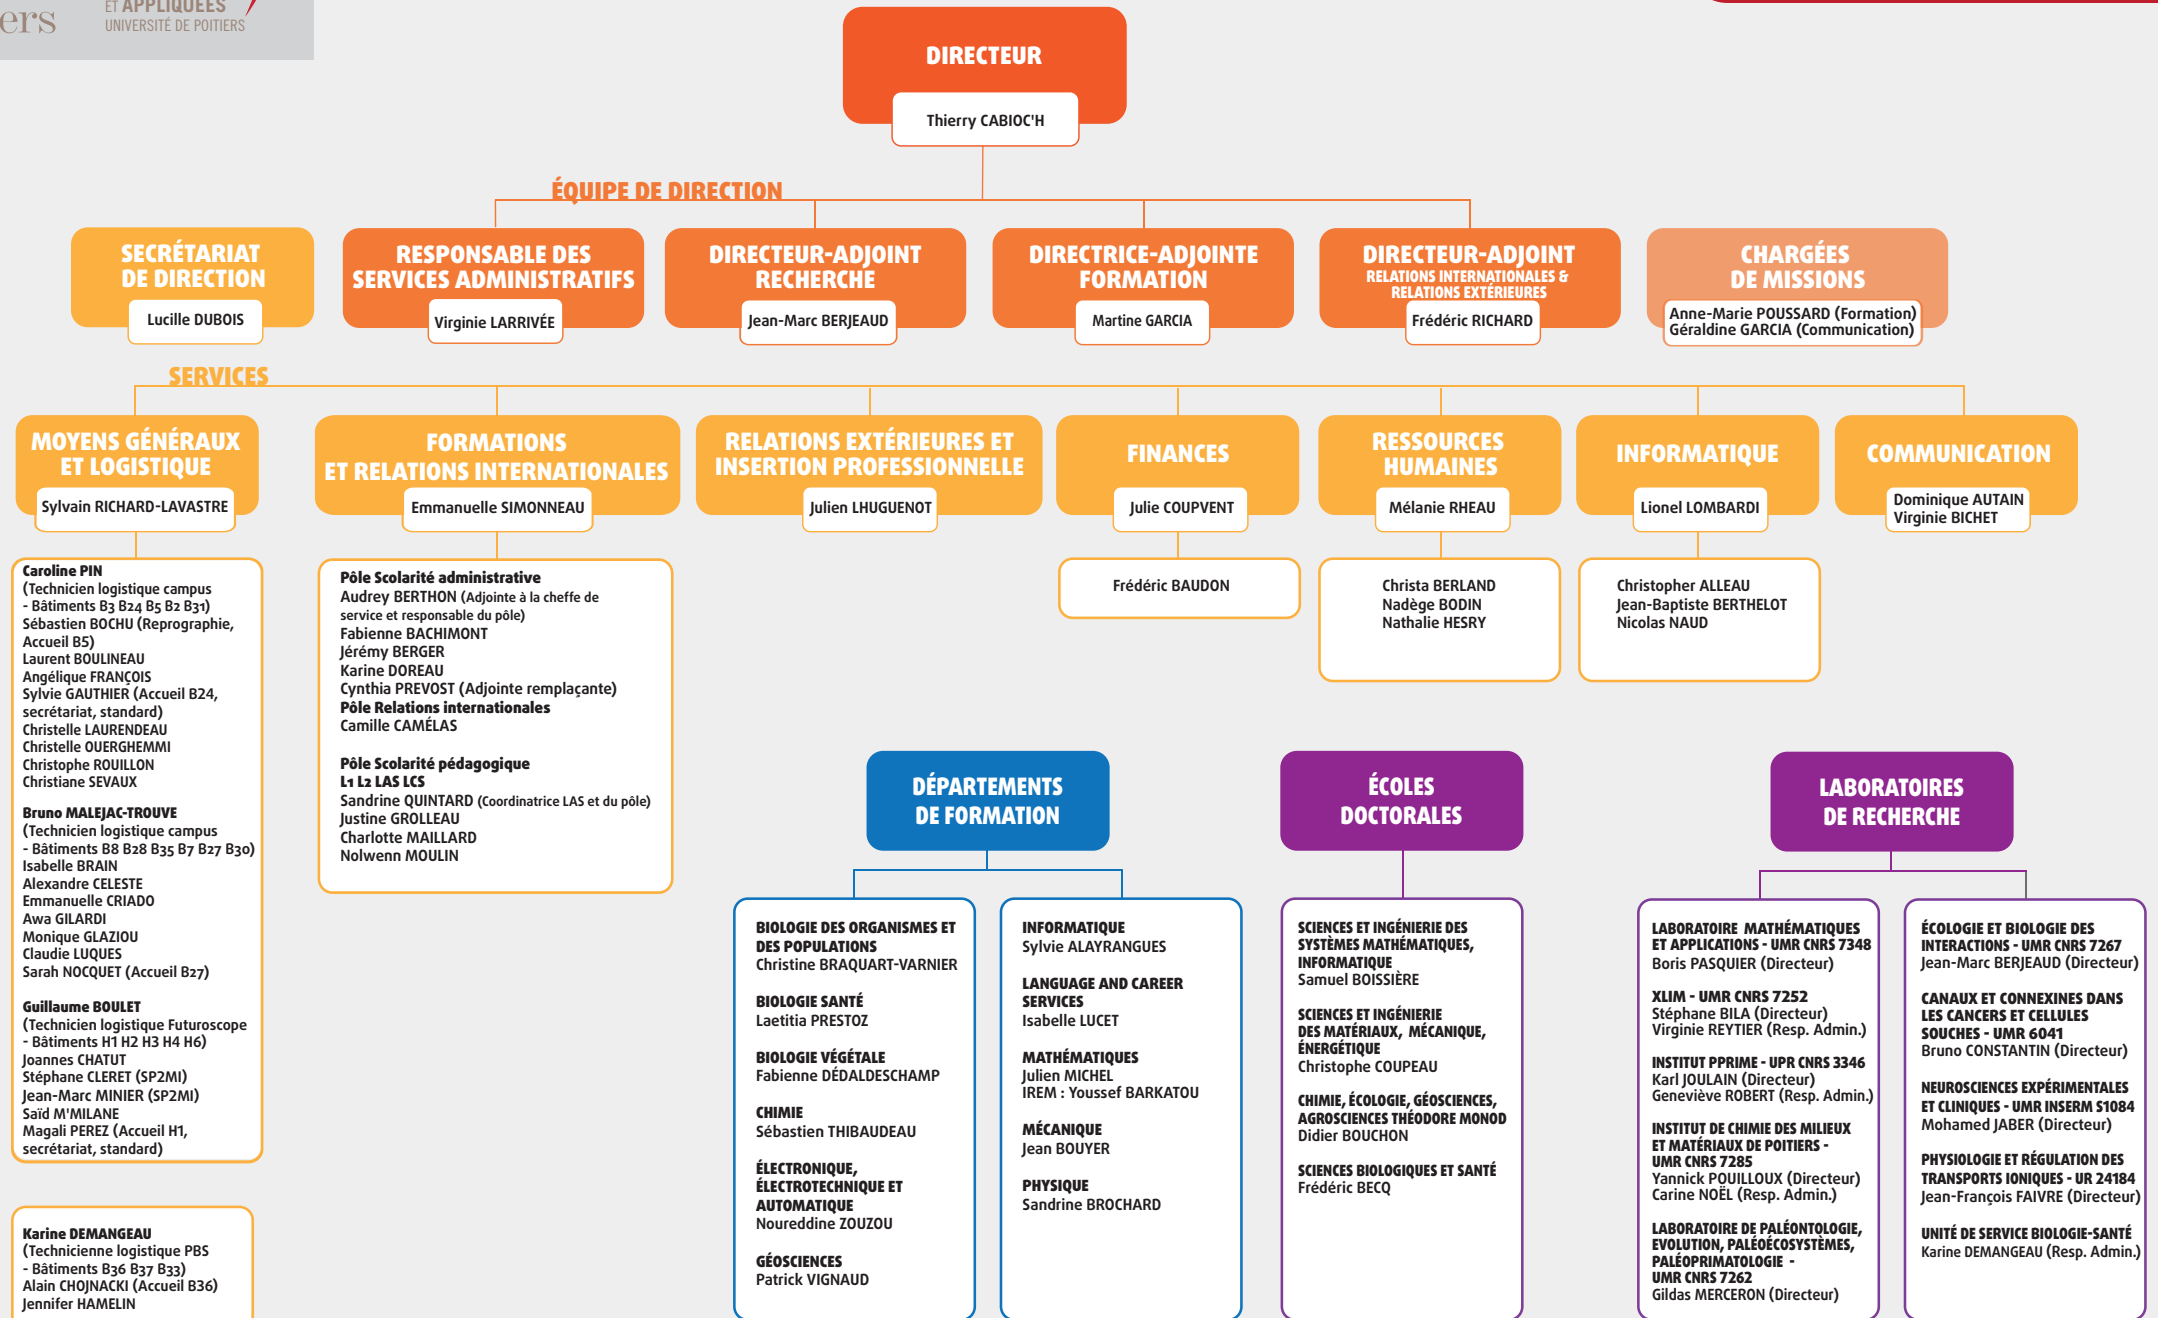 ers
ET APPLIQUÉES
UNIVERSITÉ DE POITIERS
DIRECTEUR
Thierry CABIOC'H
ÉQUIPE DE DIRECTION
SECRÉTARIAT
DE DIRECTION
Lucille DUBOIS
RESPONSABLE DES
SERVICES ADMINISTRATIFS
Virginie LARRIVÉE
DIRECTEUR-ADJOINT
RECHERCHE
Jean-Marc BERJEAUD
DIRECTRICE-ADJOINTE
FORMATION
Martine GARCIA
DIRECTEUR-ADJOINT
RELATIONS INTERNATIONALES &
RELATIONS EXTÉRIEURES
Frédéric RICHARD
CHARGÉES
DE MISSIONS
Anne-Marie POUSSARD (Formation)
Géraldine GARCIA (Communication)
SERVICES
MOYENS GÉNÉRAUX
ET LOGISTIQUE
Sylvain RICHARD-LAVASTRE
FORMATIONS
ET RELATIONS INTERNATIONALES
Emmanuelle SIMONNEAU
RELATIONS EXTÉRIEURES ET
INSERTION PROFESSIONNELLE
Julien LHUGUENOT
FINANCES
Julie COUPVENT
RESSOURCES
HUMAINES
Mélanie RHEAU
INFORMATIQUE
Lionel LOMBARDI
COMMUNICATION
Dominique AUTAIN
Virginie BICHET
Caroline PIN
(Technicien logistique campus
- Bâtiments B3 B24 B5 B2 B31)
Sébastien BOCHU (Reprographie,
Accueil B5)
Laurent BOULINEAU
Angélique FRANÇOIS
Sylvie GAUTHIER (Accueil B24,
secrétariat, standard)
Christelle LAURENDEAU
Christelle OUERGHEMMI
Christophe ROUILLON
Christiane SEVAUX
Bruno MALEJAC-TROUVE
(Technicien logistique campus
- Bâtiments B8 B28 B35 B7 B27 B30)
Isabelle BRAIN
Alexandre CELESTE
Emmanuelle CRIADO
Awa GILARDI
Monique GLAZIOU
Claudie LUQUES
Sarah NOCQUET (Accueil B27)
Guillaume BOULET
(Technicien logistique Futuroscope
- Bâtiments H1 H2 H3 H4 H6)
Joannes CHATUT
Stéphane CLERET (SP2MI)
Jean-Marc MINIER (SP2MI)
Saïd M'MILANE
Magali PEREZ (Accueil H1,
secrétariat, standard)
Karine DEMANGEAU
(Technicienne logistique PBS
- Bâtiments B36 B37 B33)
Alain CHOJNACKI (Accueil B36)
Jennifer HAMELIN
Pôle Scolarité administrative
Audrey BERTHON (Adjointe à la cheffe de
service et responsable du pôle)
Fabienne BACHIMONT
Jérémy BERGER
Karine DOREAU
Cynthia PREVOST (Adjointe remplaçante)
Pôle Relations internationales
Camille CAMÉLAS
Pôle Scolarité pédagogique
L1 L2 LAS LCS
Sandrine QUINTARD (Coordinatrice LAS et du pôle)
Justine GROLLEAU
Charlotte MAILLARD
Nolwenn MOULIN
Frédéric BAUDON
Christa BERLAND
Nadège BODIN
Nathalie HESRY
Christopher ALLEAU
Jean-Baptiste BERTHELOT
Nicolas NAUD
DÉPARTEMENTS
DE FORMATION
BIOLOGIE DES ORGANISMES ET
DES POPULATIONS
Christine BRAQUART-VARNIER
BIOLOGIE SANTÉ
Laetitia PRESTOZ
BIOLOGIE VÉGÉTALE
Fabienne DÉDALDESCHAMP
CHIMIE
Sébastien THIBAUDEAU
ÉLECTRONIQUE,
ÉLECTROTECHNIQUE ET
AUTOMATIQUE
Noureddine ZOUZOU
GÉOSCIENCES
Patrick VIGNAUD
INFORMATIQUE
Sylvie ALAYRANGUES
LANGUAGE AND CAREER
SERVICES
Isabelle LUCET
MATHÉMATIQUES
Julien MICHEL
IREM : Youssef BARKATOU
MÉCANIQUE
Jean BOUYER
PHYSIQUE
Sandrine BROCHARD
ÉCOLES
DOCTORALES
SCIENCES ET INGÉNIERIE DES
SYSTÈMES MATHÉMATIQUES,
INFORMATIQUE
Samuel BOISSIÈRE
SCIENCES ET INGÉNIERIE
DES MATÉRIAUX, MÉCANIQUE,
ÉNERGÉTIQUE
Christophe COUPEAU
CHIMIE, ÉCOLOGIE, GÉOSCIENCES,
AGROSCIENCES THÉODORE MONOD
Didier BOUCHON
SCIENCES BIOLOGIQUES ET SANTÉ
Frédéric BECQ
LABORATOIRES
DE RECHERCHE
LABORATOIRE MATHÉMATIQUES
ET APPLICATIONS - UMR CNRS 7348
Boris PASQUIER (Directeur)
XLIM - UMR CNRS 7252
Stéphane BILA (Directeur)
Virginie REYTIER (Resp. Admin.)
INSTITUT PPRIME - UPR CNRS 3346
Karl JOULAIN (Directeur)
Geneviève ROBERT (Resp. Admin.)
INSTITUT DE CHIMIE DES MILIEUX
ET MATÉRIAUX DE POITIERS -
UMR CNRS 7285
Yannick POUILLOUX (Directeur)
Carine NOËL (Resp. Admin.)
LABORATOIRE DE PALÉONTOLOGIE,
EVOLUTION, PALÉOÉCOSYSTÈMES,
PALÉOPRIMATOLOGIE -
UMR CNRS 7262
Gildas MERCERON (Directeur)
ÉCOLOGIE ET BIOLOGIE DES
INTERACTIONS - UMR CNRS 7267
Jean-Marc BERJEAUD (Directeur)
CANAUX ET CONNEXINES DANS
LES CANCERS ET CELLULES
SOUCHES - UMR 6041
Bruno CONSTANTIN (Directeur)
NEUROSCIENCES EXPÉRIMENTALES
ET CLINIQUES - UMR INSERM S1084
Mohamed JABER (Directeur)
PHYSIOLOGIE ET RÉGULATION DES
TRANSPORTS IONIQUES - UR 24184
Jean-François FAIVRE (Directeur)
UNITÉ DE SERVICE BIOLOGIE-SANTÉ
Karine DEMANGEAU (Resp. Admin.)